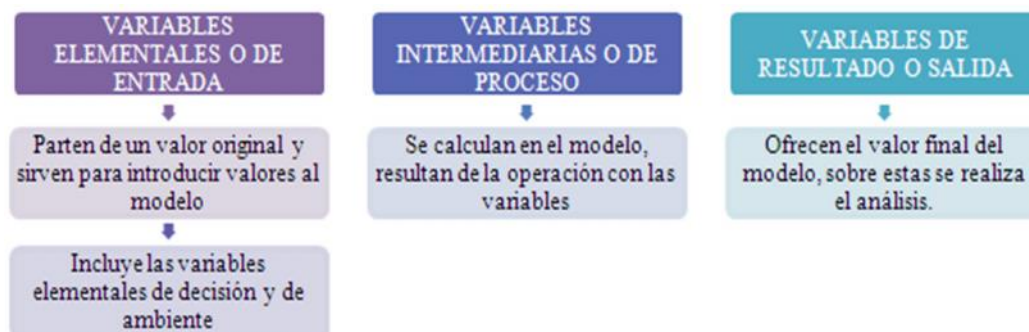 VARIABLES
ELEMENTALES O DE
ENTRADA
Parten de un valor original y
sirven para introducir valores al
modelo
Incluye las variables
elementales de decisión y de
ambiente
VARIABLES
INTERMEDIARIAS O DE
PROCESO
Se calculan en el modelo,
resultan de la operación con las
variables
VARIABLES DE
RESULTADO O SALIDA
Ofrecen el valor final del
modelo, sobre estas se realiza
el análisis.